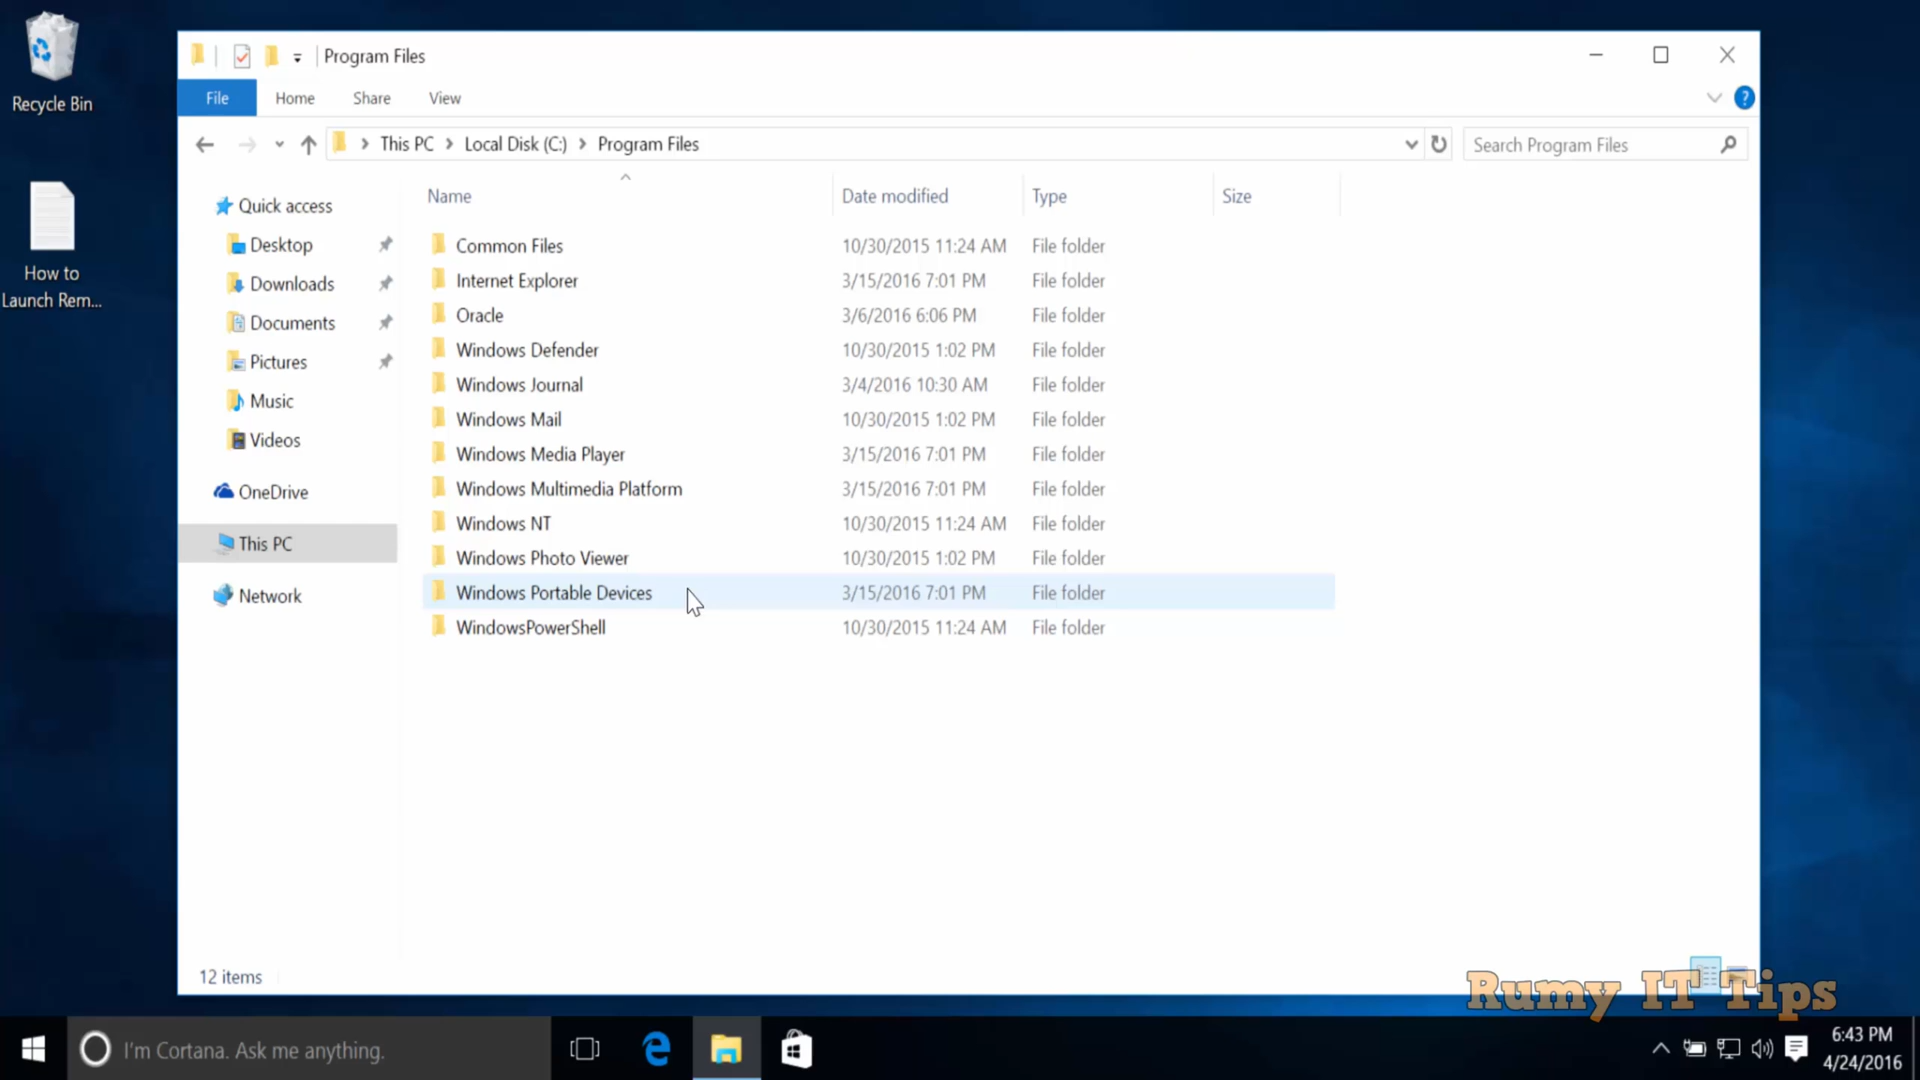 Recycle Bin
How to
Launch Rem...
Program Files
File Home Share View
This PC Local Disk (C:) Program Files
Search Program Files
Quick access
Desktop
Downloads
Documents
Pictures
Music
Videos
OneDrive
This PC
Network
Name Date modified Type Size
Common Files 10/30/2015 11:24 AM File folder
Internet Explorer 3/15/2016 7:01 PM File folder
Oracle 3/6/2016 6:06 PM File folder
Windows Defender 10/30/2015 1:02 PM File folder
Windows Journal 3/4/2016 10:30 AM File folder
Windows Mail 10/30/2015 1:02 PM File folder
Windows Media Player 3/15/2016 7:01 PM File folder
Windows Multimedia Platform 3/15/2016 7:01 PM File folder
Windows NT 10/30/2015 11:24 AM File folder
Windows Photo Viewer 10/30/2015 1:02 PM File folder
Windows Portable Devices 3/15/2016 7:01 PM File folder
WindowsPowerShell 10/30/2015 11:24 AM File folder
12 items
Rumy IT Tips
I'm Cortana. Ask me anything.
6:43 PM
4/24/2016